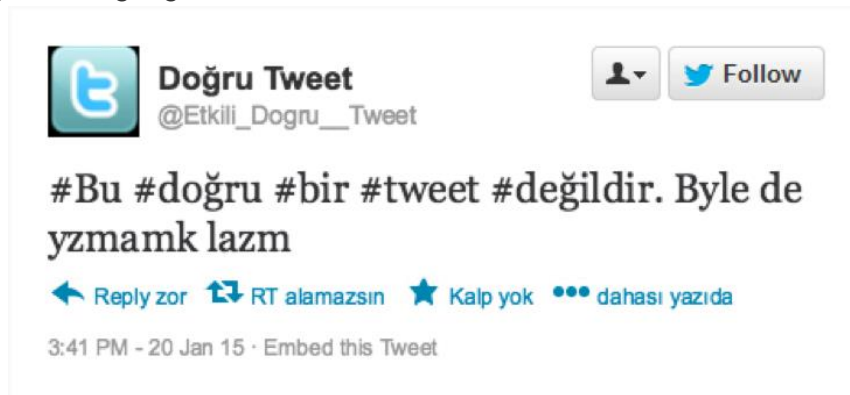 Doğru Tweet
@Etkili_Dogru__Tweet
Follow
#Bu #doğru #bir #tweet #değildir. Byle de
yzmamk lazm
Reply zor RT alamazsın Kalp yok dahası yazıda
3:41 PM - 20 Jan 15 · Embed this Tweet